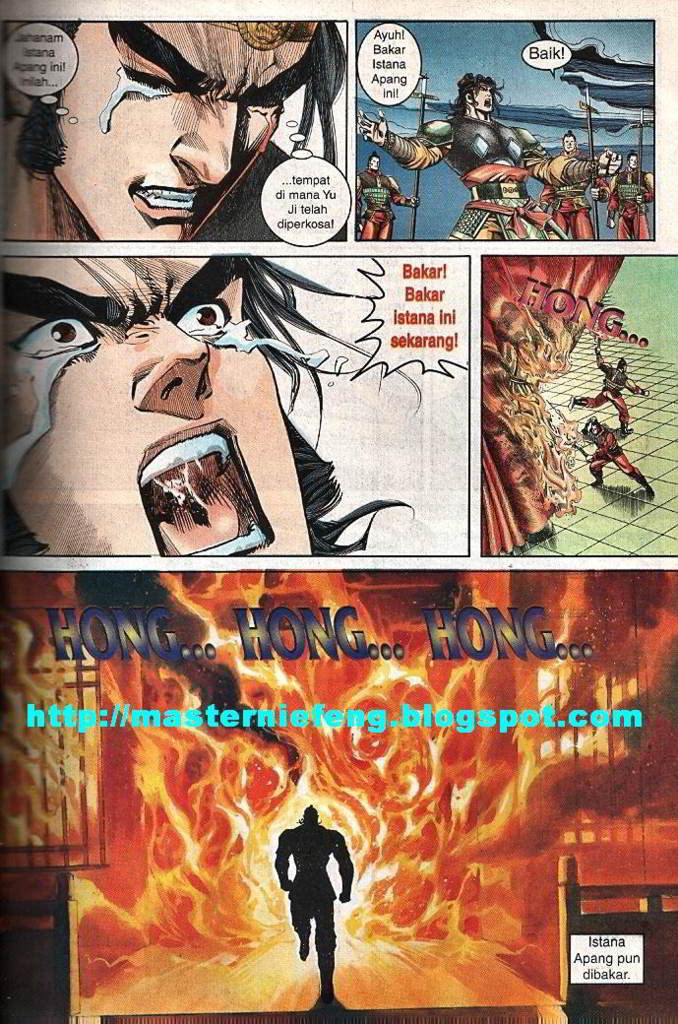 Jahanam
Istana
Apang ini!
Inilah...
...tempat
di mana Yu
Ji telah
diperkosa!
Ayuh!
Bakar
Istana
Apang
ini!
Baik!
Bakar!
Bakar
istana ini
sekarang!
HONG...
HONG... HONG... HONG...
http://masterniefeng.blogspot.com
Istana
Apang pun
dibakar.